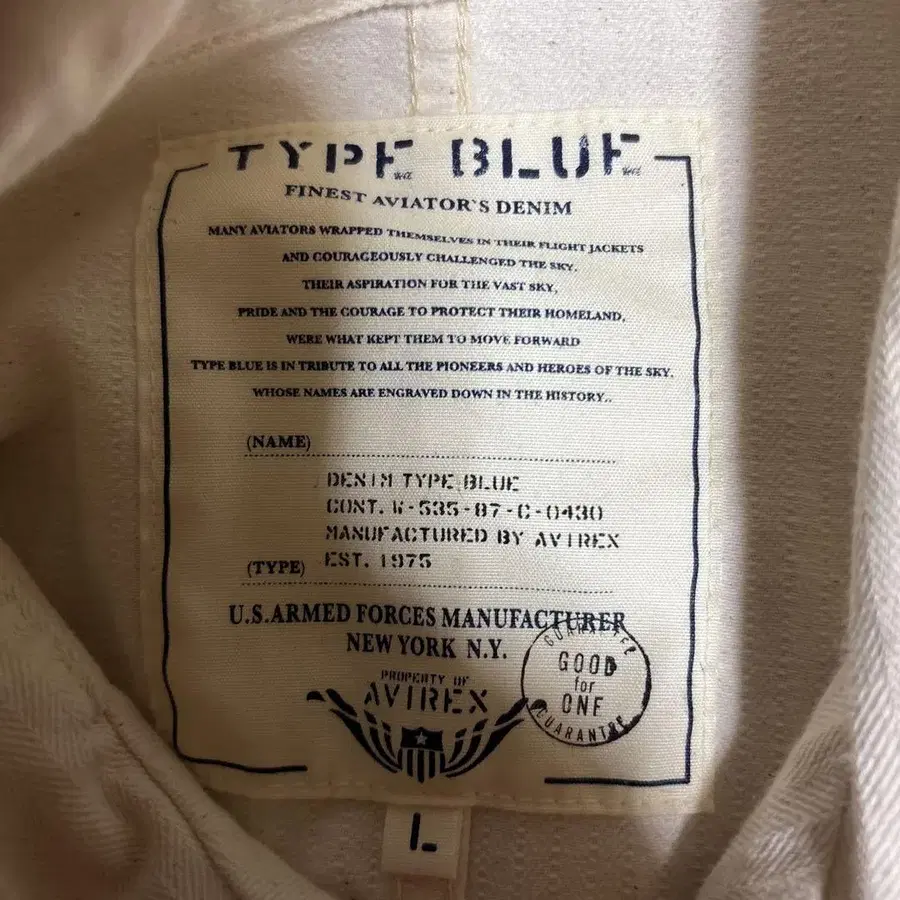 TYPE BLUE
FINEST AVIATOR`S DENIM
MANY AVIATORS WRAPPED THEMSELVES IN THEIR FLIGHT JACKETS
AND COURAGEOUSLY CHALLENGED THE SKY.
THEIR ASPIRATION FOR THE VAST SKY,
PRIDE AND THE COURAGE TO PROTECT THEIR HOMELAND,
WERE WHAT KEPT THEM TO MOVE FORWARD
TYPE BLUE IS IN TRIBUTE TO ALL THE PIONEERS AND HEROES OF THE SKY.
WHOSE NAMES ARE ENGRAVED DOWN IN THE HISTORY..
(NAME)
DENIM TYPE BLUE
CONT. W-535-87-C-0430
MANUFACTURED BY AVIREX
(TYPE) EST. 1975
U.S.ARMED FORCES MANUFACTURER
NEW YORK N.Y.
GUARANTEE
GOOD
for
ONE
GUARANTEE
PROPERTY OF
AVIREX
L